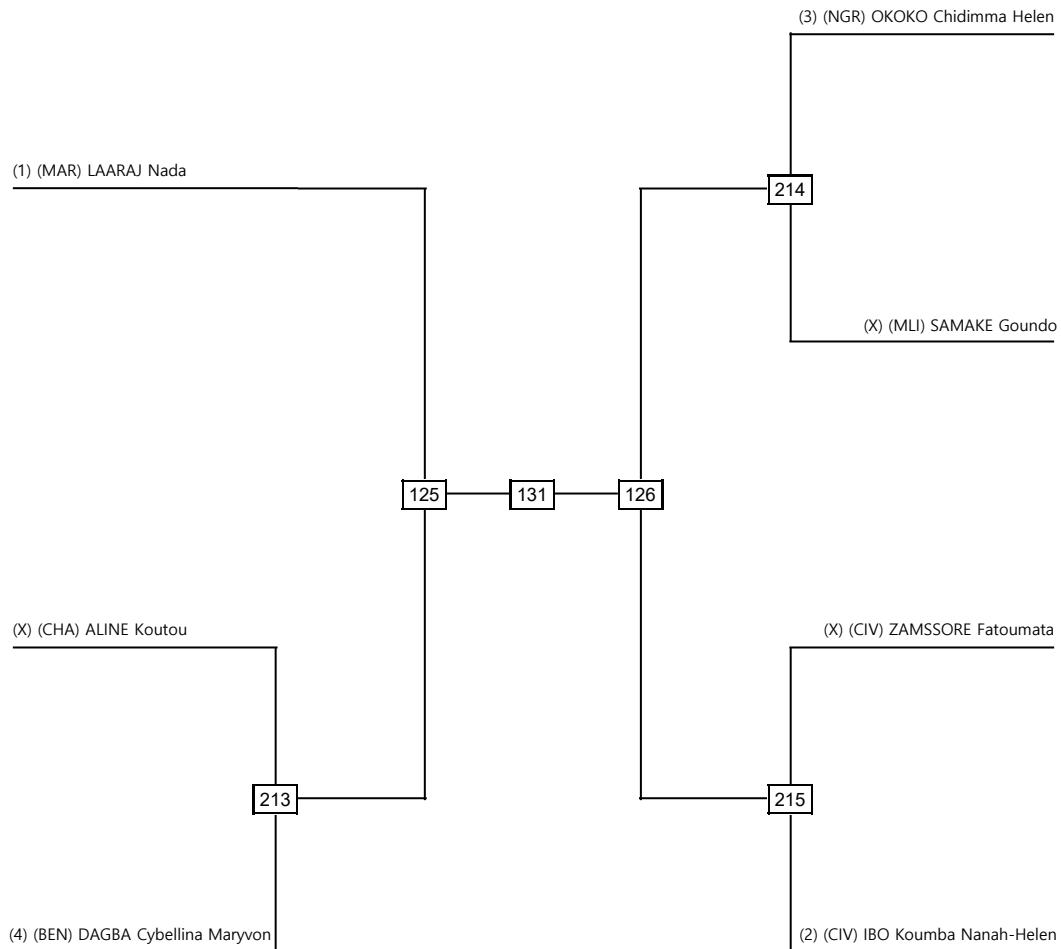 (3) (NGR) OKOKO Chidimma Helen
(1) (MAR) LAARAJ Nada
214
(X) (MLI) SAMAKE Goundo
125
131
126
(X) (CHA) ALINE Koutou
(X) (CIV) ZAMSSORE Fatoumata
213
215
(4) (BEN) DAGBA Cybellina Maryvon
(2) (CIV) IBO Koumba Nanah-Helen